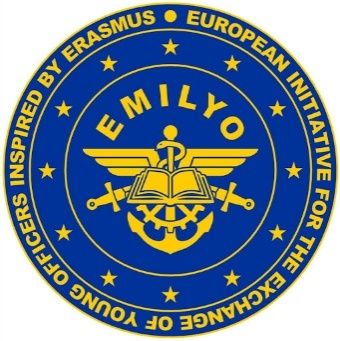 EUROPEAN INITIATIVE FOR THE EXCHANGE OF YOUNG OFFICERS INSPIRED BY ERASMUS
EMILYO